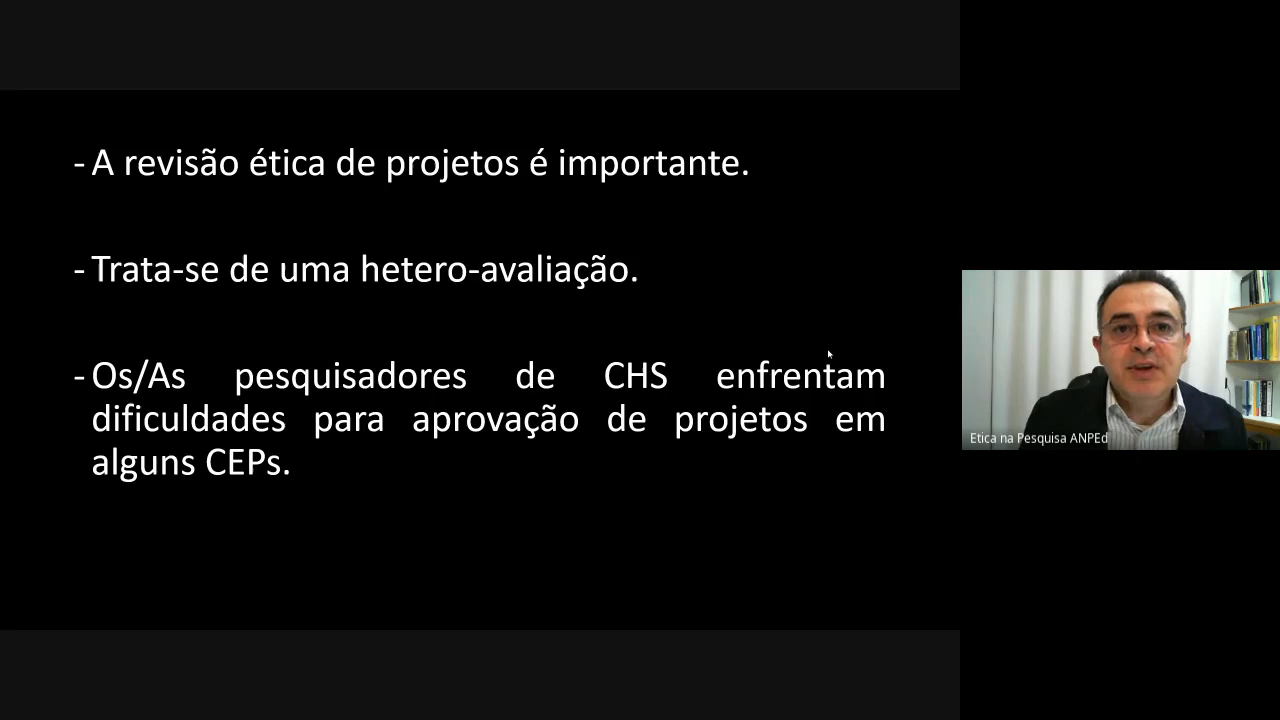 - A revisão ética de projetos é importante.
- Trata-se de uma hetero-avaliação.
- Os/As pesquisadores de CHS enfrentam
dificuldades para aprovação de projetos em
alguns CEPs.
Etica na Pesquisa ANPEd